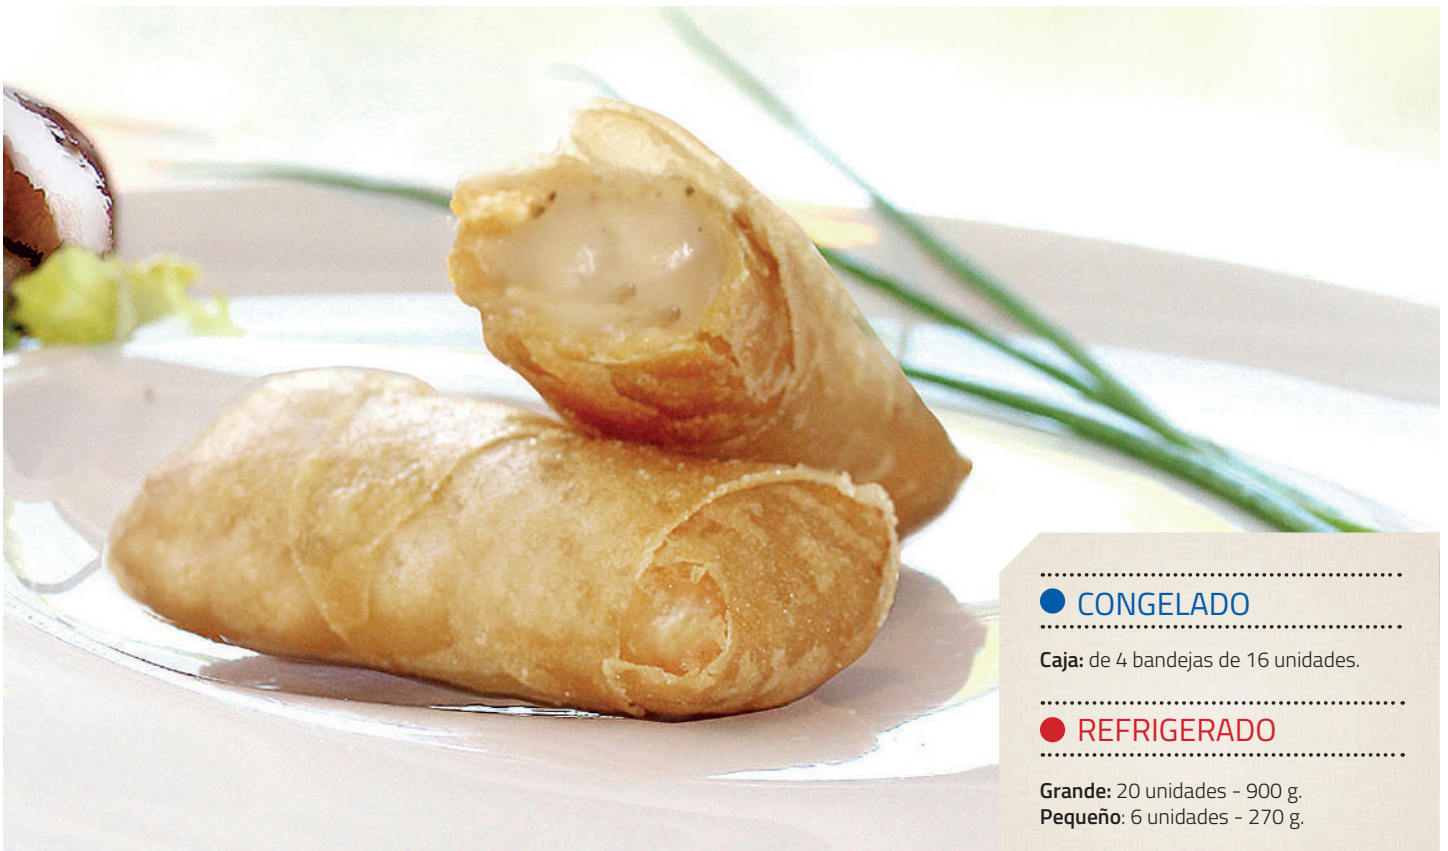 CONGELADO
Caja: de 4 bandejas de 16 unidades.
REFRIGERADO
Grande: 20 unidades - 900 g.
Pequeño: 6 unidades - 270 g.